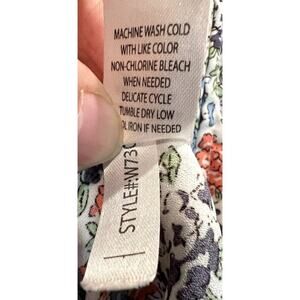 MACHINE WASH COLD
WITH LIKE COLOR
NON-CHLORINE BLEACH
WHEN NEEDED
DELICATE CYCLE
TUMBLE DRY LOW
IRON IF NEEDED
STYLE#:W730